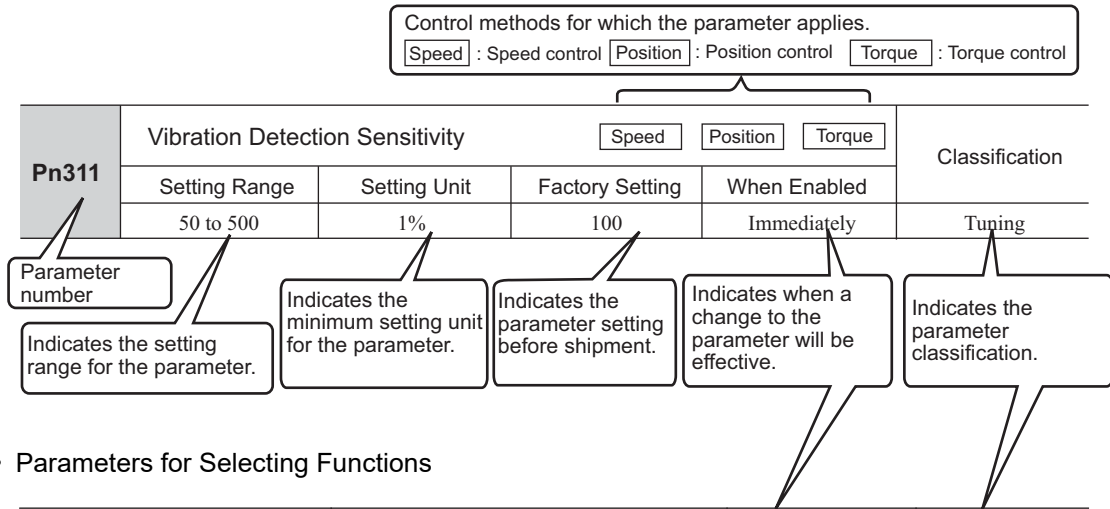 Control methods for which the parameter applies.
Speed : Speed control Position : Position control Torque : Torque control
Pn311
Vibration Detection Sensitivity Speed Position Torque
Classification
Setting Range Setting Unit Factory Setting When Enabled
50 to 500 1% 100 Immediately Tuning
Parameter
number
Indicates the setting
range for the parameter.
Indicates the
minimum setting unit
for the parameter.
Indicates the
parameter setting
before shipment.
Indicates when a
change to the
parameter will be
effective.
Indicates the
parameter
classification.
• Parameters for Selecting Functions